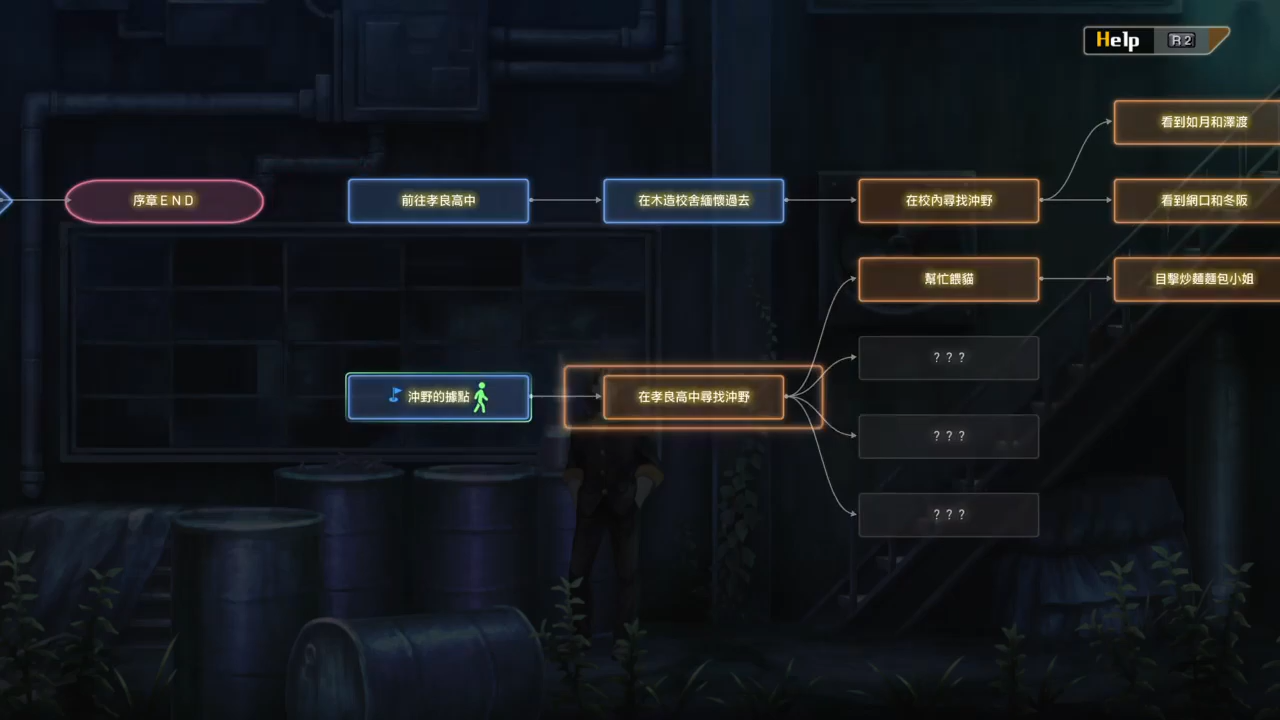 Help R2
看到如月和澤渡
序章END
前往孝良高中
在木造校舍緬懷過去
在校內尋找沖野
看到網口和冬阪
幫忙餵貓
目擊炒麵麵包小姐
???
沖野的據點
在孝良高中尋找沖野
???
???